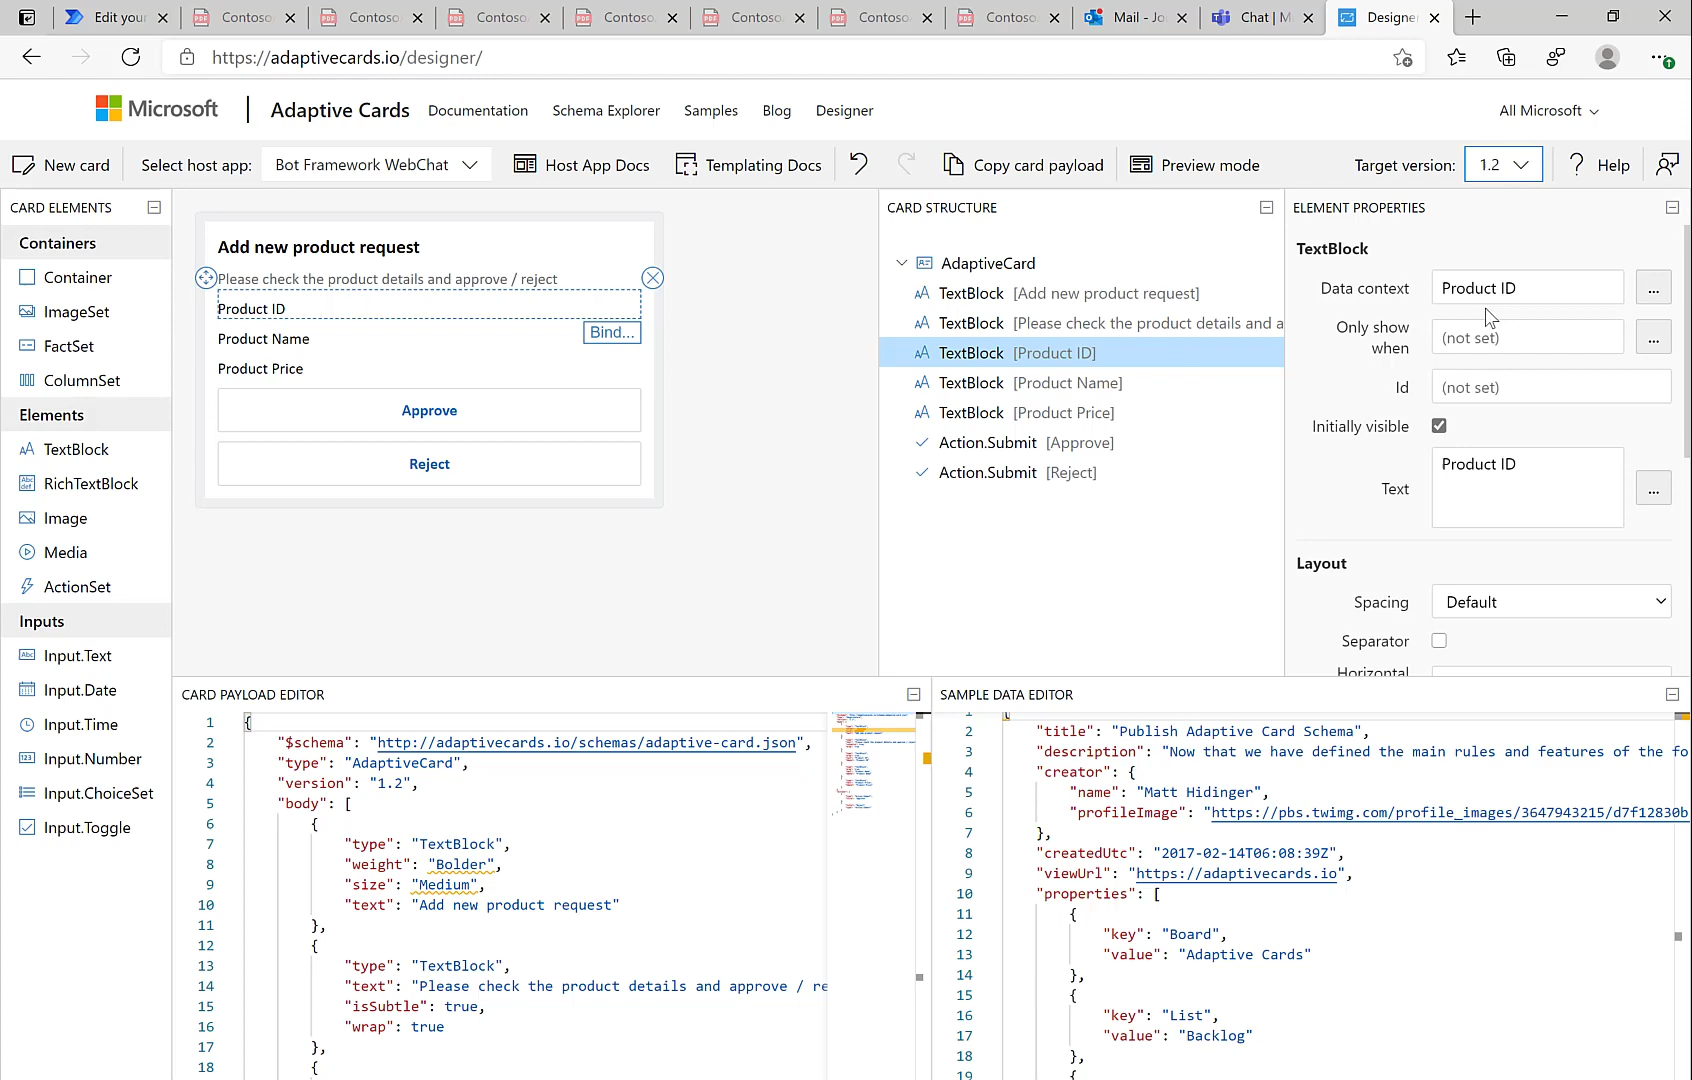 Edit your
Contoso
Contoso
Contoso
Contoso
Contoso
Contoso
Contoso
Mail - Jo
Chat | M
Designer
https://adaptivecards.io/designer/
Microsoft
Adaptive Cards
Documentation
Schema Explorer
Samples
Blog
Designer
All Microsoft
New card
Select host app:
Bot Framework WebChat
Host App Docs
Templating Docs
Copy card payload
Preview mode
Target version:
1.2
Help
CARD ELEMENTS
Containers
Container
ImageSet
FactSet
ColumnSet
Elements
TextBlock
RichTextBlock
Image
Media
ActionSet
Inputs
Input.Text
Input.Date
Input.Time
Input.Number
Input.ChoiceSet
Input.Toggle
Add new product request
Please check the product details and approve / reject
Product ID
Bind...
Product Name
Product Price
Approve
Reject
CARD STRUCTURE
AdaptiveCard
TextBlock [Add new product request]
TextBlock [Please check the product details and a
TextBlock [Product ID]
TextBlock [Product Name]
TextBlock [Product Price]
Action.Submit [Approve]
Action.Submit [Reject]
ELEMENT PROPERTIES
TextBlock
Data context
Product ID
...
Only show
when
(not set)
...
Id
(not set)
Initially visible
Text
Product ID
...
Layout
Spacing
Default
Separator
Horizontal
CARD PAYLOAD EDITOR
1 {
2 "$schema": "http://adaptivecards.io/schemas/adaptive-card.json",
3 "type": "AdaptiveCard",
4 "version": "1.2",
5 "body": [
6 {
7 "type": "TextBlock",
8 "weight": "Bolder",
9 "size": "Medium",
10 "text": "Add new product request"
11 },
12 {
13 "type": "TextBlock",
14 "text": "Please check the product details and approve / re
15 "isSubtle": true,
16 "wrap": true
17 },
18 {
SAMPLE DATA EDITOR
1 {
2 "title": "Publish Adaptive Card Schema",
3 "description": "Now that we have defined the main rules and features of the fo
4 "creator": {
5 "name": "Matt Hidinger",
6 "profileImage": "https://pbs.twimg.com/profile_images/3647943215/d7f12830b
7 },
8 "createdUtc": "2017-02-14T06:08:39Z",
9 "viewUrl": "https://adaptivecards.io",
10 "properties": [
11 {
12 "key": "Board",
13 "value": "Adaptive Cards"
14 },
15 {
16 "key": "List",
17 "value": "Backlog"
18 },
19 {